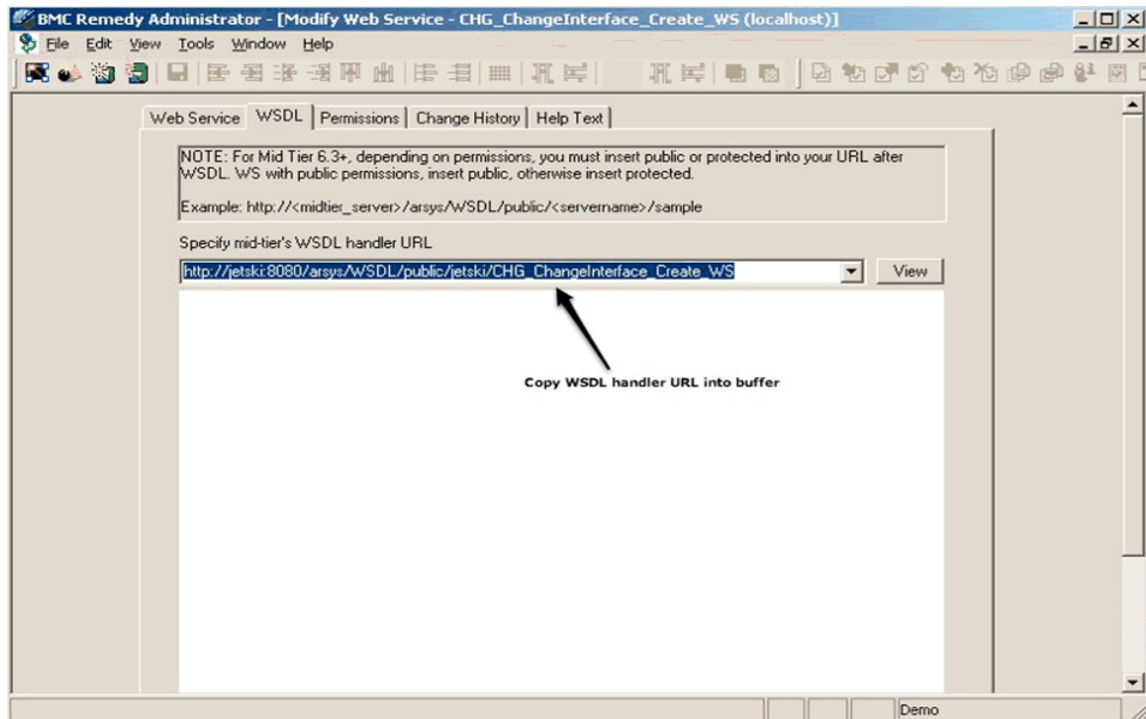 BMC Remedy Administrator - [Modify Web Service - CHG_ChangeInterface_Create_WS (localhost)]
File Edit View Tools Window Help
Web Service WSDL Permissions Change History Help Text
NOTE: For Mid Tier 6.3+, depending on permissions, you must insert public or protected into your URL after
WSDL. WS with public permissions, insert public, otherwise insert protected.
Example: http://<midtier_server>/arsys/WSDL/public/<servername>/sample
Specify mid-tier's WSDL handler URL
http://jetski:8080/arsys/WSDL/public/jetski/CHG_ChangeInterface_Create_WS View
Copy WSDL handler URL into buffer
Demo